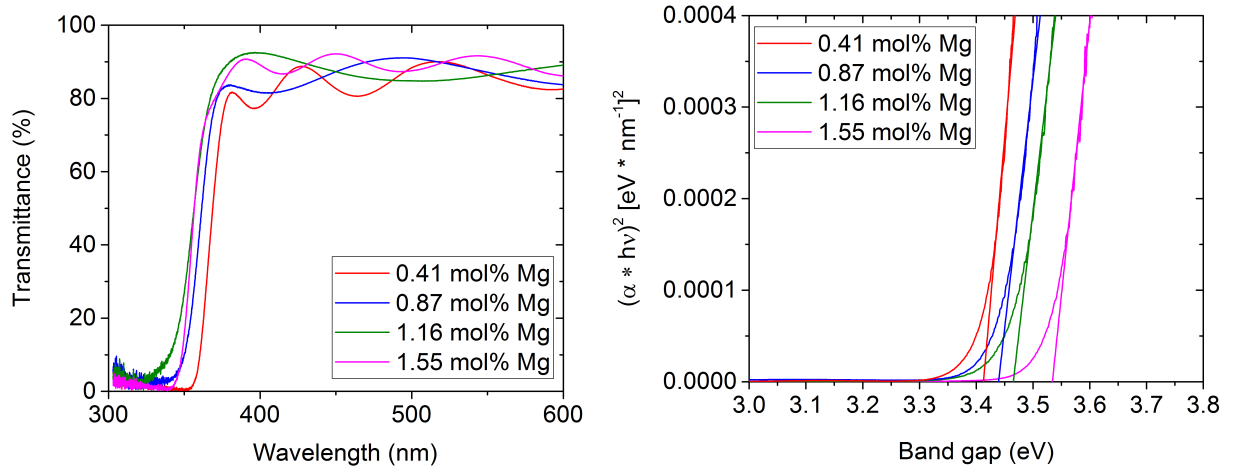 100
80
60
40
20
0
Transmittance (%)
0.41 mol% Mg
0.87 mol% Mg
1.16 mol% Mg
1.55 mol% Mg
300 400 500 600
Wavelength (nm)
0.0004
0.0003
0.0002
0.0001
0.0000
(α * hν)² [eV * nm⁻¹]²
0.41 mol% Mg
0.87 mol% Mg
1.16 mol% Mg
1.55 mol% Mg
3.0 3.1 3.2 3.3 3.4 3.5 3.6 3.7 3.8
Band gap (eV)